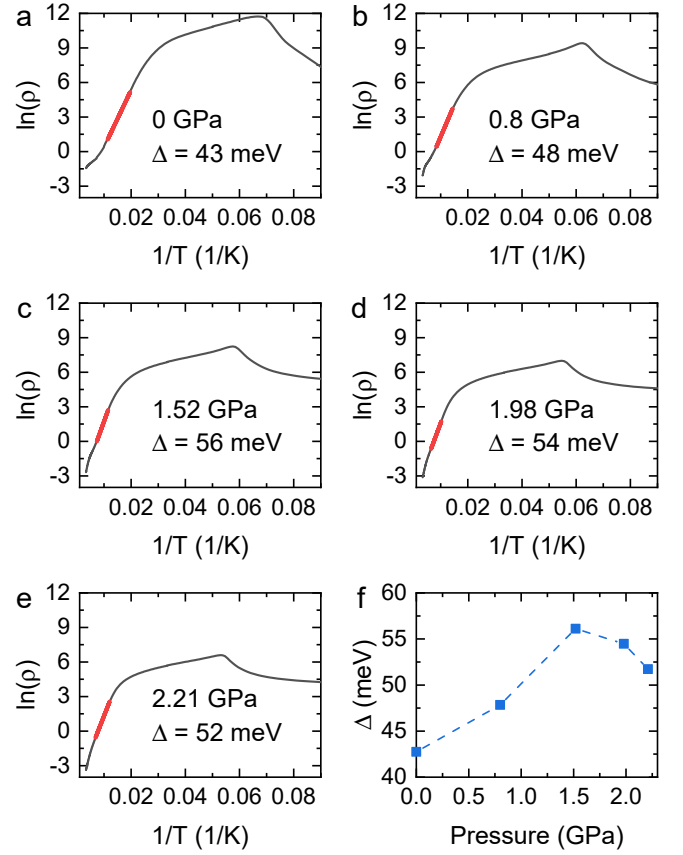 a
12
9
6
3
0
-3
ln(ρ)
0 GPa
Δ = 43 meV
0.02 0.04 0.06 0.08
1/T (1/K)
b
12
9
6
3
0
-3
ln(ρ)
0.8 GPa
Δ = 48 meV
0.02 0.04 0.06 0.08
1/T (1/K)
c
12
9
6
3
0
-3
ln(ρ)
1.52 GPa
Δ = 56 meV
0.02 0.04 0.06 0.08
1/T (1/K)
d
12
9
6
3
0
-3
ln(ρ)
1.98 GPa
Δ = 54 meV
0.02 0.04 0.06 0.08
1/T (1/K)
e
12
9
6
3
0
-3
ln(ρ)
2.21 GPa
Δ = 52 meV
0.02 0.04 0.06 0.08
1/T (1/K)
f
60
55
50
45
40
Δ (meV)
0.0 0.5 1.0 1.5 2.0
Pressure (GPa)